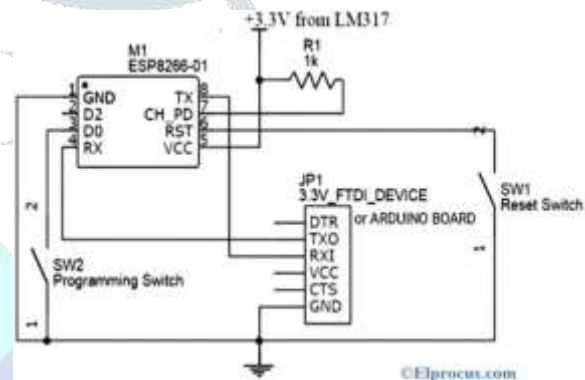 +3.3V from LM317
R1
1k
M1
ESP8266-01
1 GND TX 8
2 D2 CH_PD 7
3 D0 RST 6
4 RX VCC 5
JP1
3.3V_FTDI_DEVICE
or ARDUINO BOARD
DTR
TXO
RXI
VCC
CTS
GND
2
SW1
Reset Switch
1
2
SW2
Programming Switch
1
©Elprocus.com